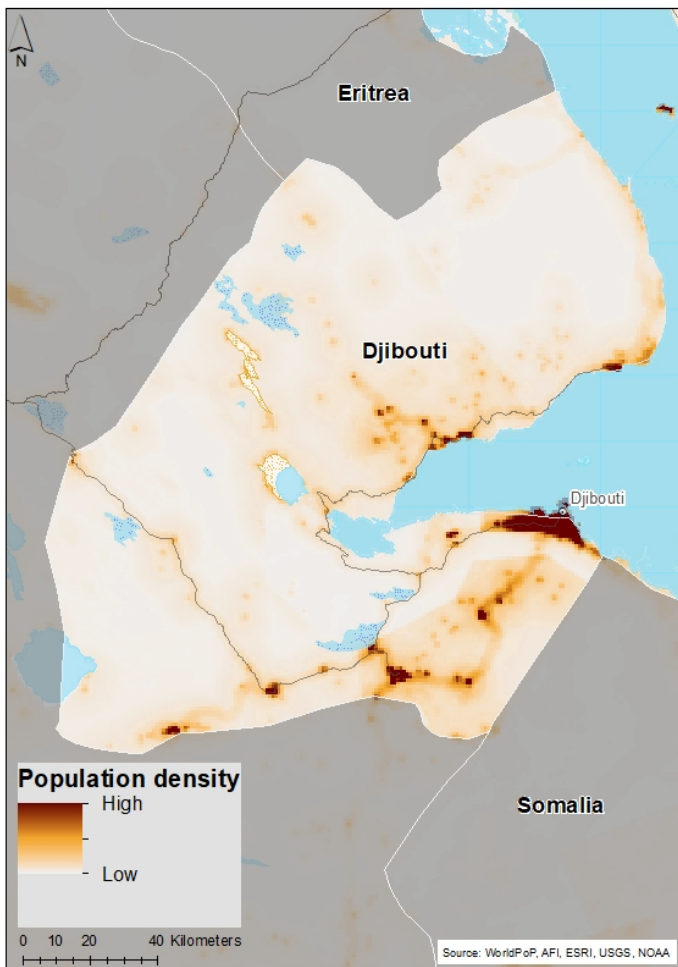 N
Eritrea
Djibouti
Djibouti
Population density
High
Low
Somalia
0 10 20 40 Kilometers
Source: WorldPoP, AFI, ESRI, USGS, NOAA